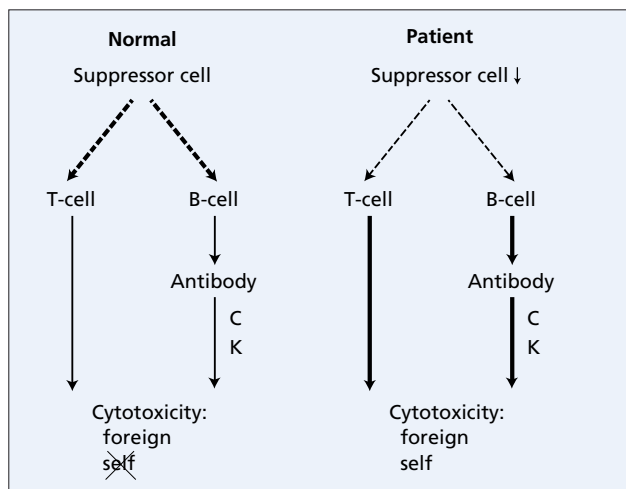 Normal
Suppressor cell
T-cell
B-cell
Antibody
C
K
Cytotoxicity:
foreign
self
Patient
Suppressor cell ↓
T-cell
B-cell
Antibody
C
K
Cytotoxicity:
foreign
self